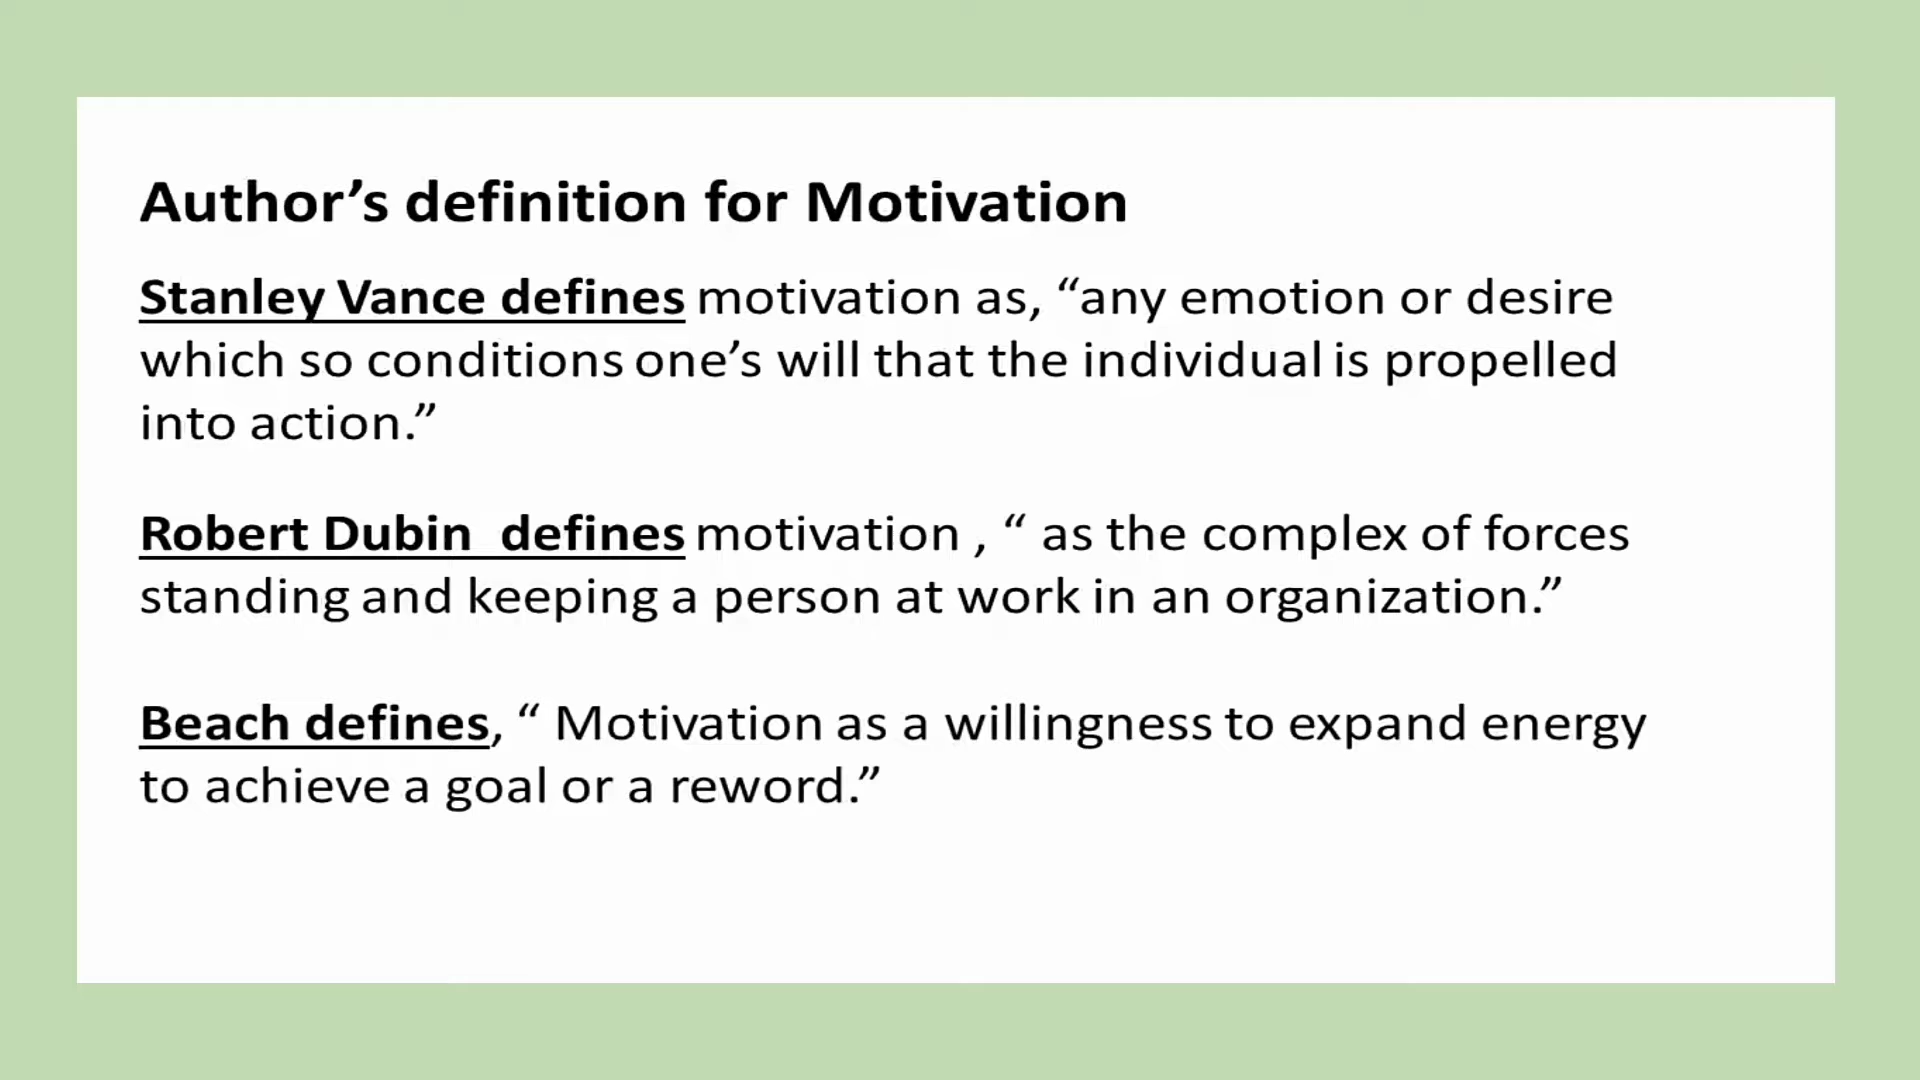 Author’s definition for Motivation
Stanley Vance defines motivation as, “any emotion or desire
which so conditions one’s will that the individual is propelled
into action.”
Robert Dubin  defines motivation , “ as the complex of forces
standing and keeping a person at work in an organization.”
Beach defines, “ Motivation as a willingness to expand energy
to achieve a goal or a reword.”